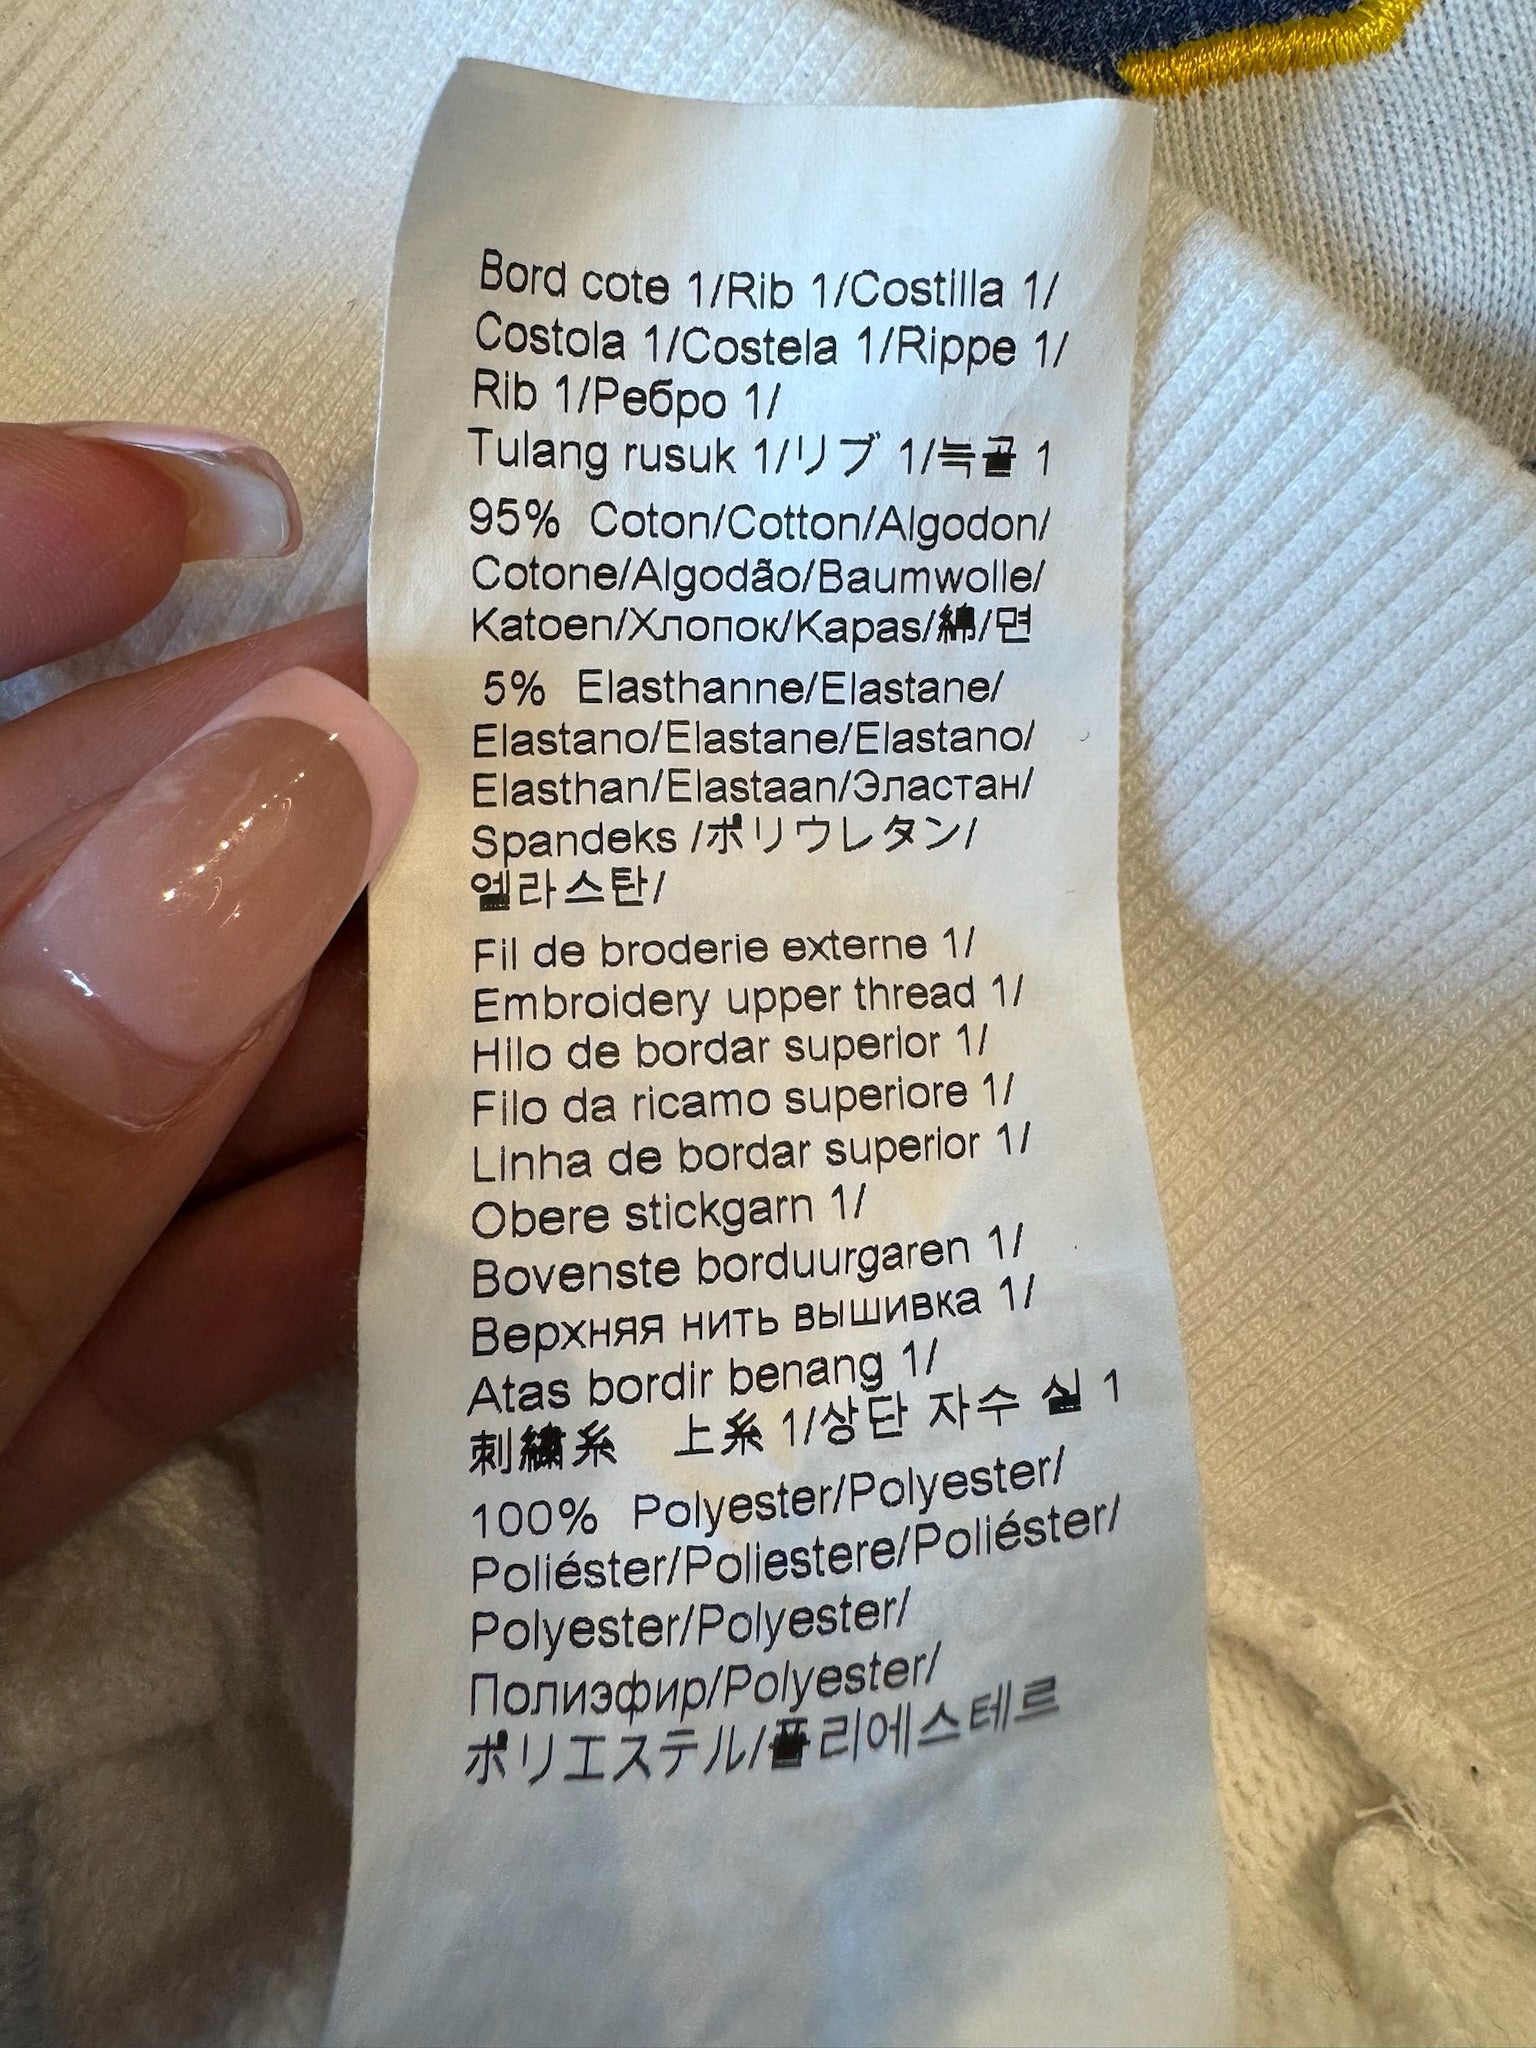 Bord cote 1/Rib 1/Costilla 1/
Costola 1/Costela 1/Rippe 1/
Rib 1/Ребро 1/
Tulang rusuk 1/リブ 1/늑골 1
95% Coton/Cotton/Algodon/
Cotone/Algodão/Baumwolle/
Katoen/Хлопок/Kapas/綿/면
5% Elasthanne/Elastane/
Elastano/Elastane/Elastano/
Elasthan/Elastaan/Эластан/
Spandeks /ポリウレタン/
엘라스탄/
Fil de broderie externe 1/
Embroidery upper thread 1/
Hilo de bordar superior 1/
Filo da ricamo superiore 1/
Linha de bordar superior 1/
Obere stickgarn 1/
Bovenste borduurgaren 1/
Верхняя нить вышивка 1/
Atas bordir benang 1/
刺繍糸 上糸 1/상단 자수 실 1
100% Polyester/Polyester/
Poliéster/Poliestere/Poliéster/
Polyester/Polyester/
Полиэфир/Polyester/
ポリエステル/폴리에스테르